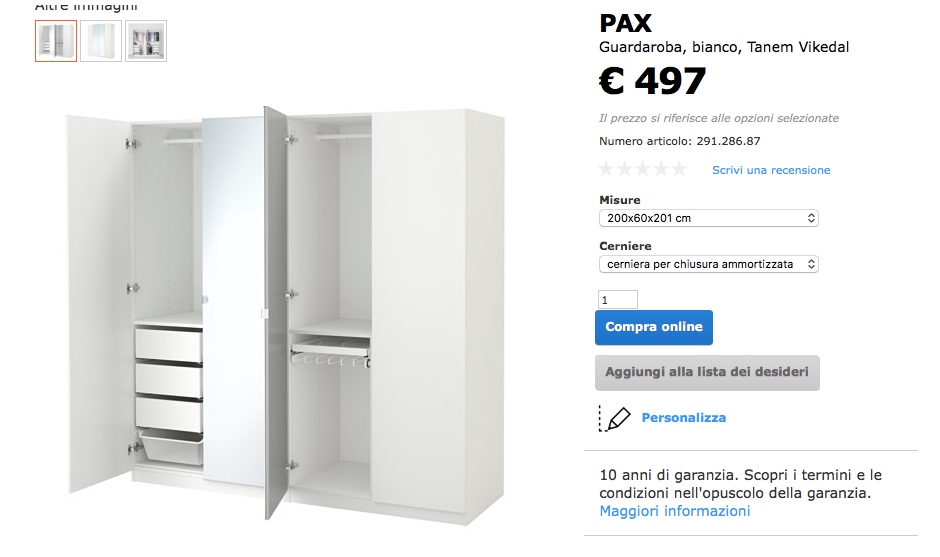 Altre immagini
PAX
Guardaroba, bianco, Tanem Vikedal
€ 497
Il prezzo si riferisce alle opzioni selezionate
Numero articolo: 291.286.87
Scrivi una recensione
Misure
200x60x201 cm
Cerniere
cerniera per chiusura ammortizzata
1
Compra online
Aggiungi alla lista dei desideri
Personalizza
10 anni di garanzia. Scopri i termini e le
condizioni nell'opuscolo della garanzia.
Maggiori informazioni